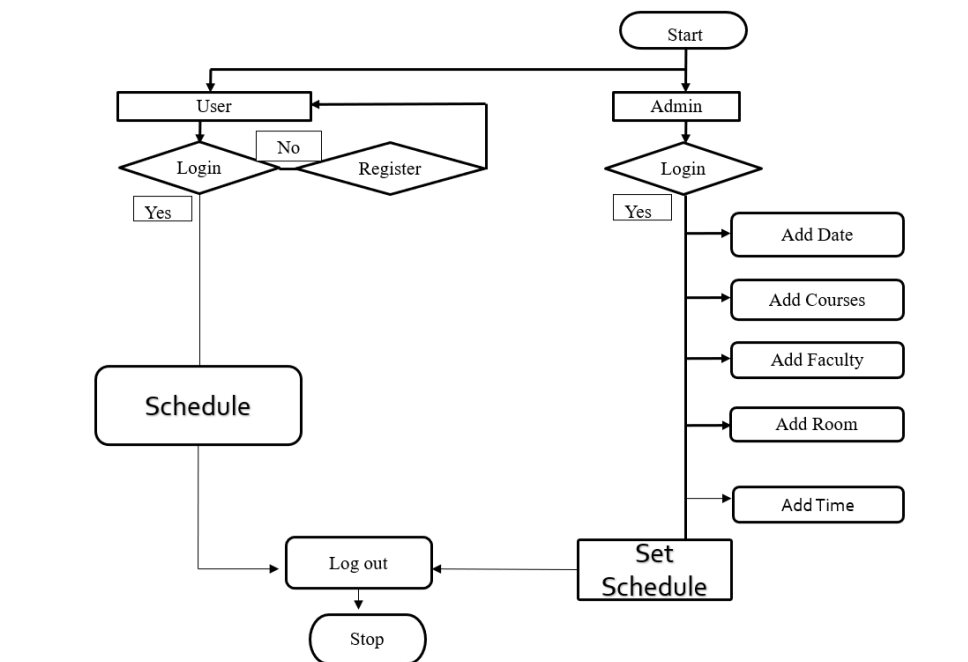 Start
User
Admin
No
Login
Register
Login
Yes
Yes
Add Date
Add Courses
Add Faculty
Schedule
Add Room
Add Time
Set
Schedule
Log out
Stop